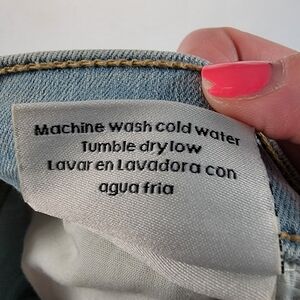 Machine wash cold water
Tumble dry low
Lavar en Lavadora con
agua fria